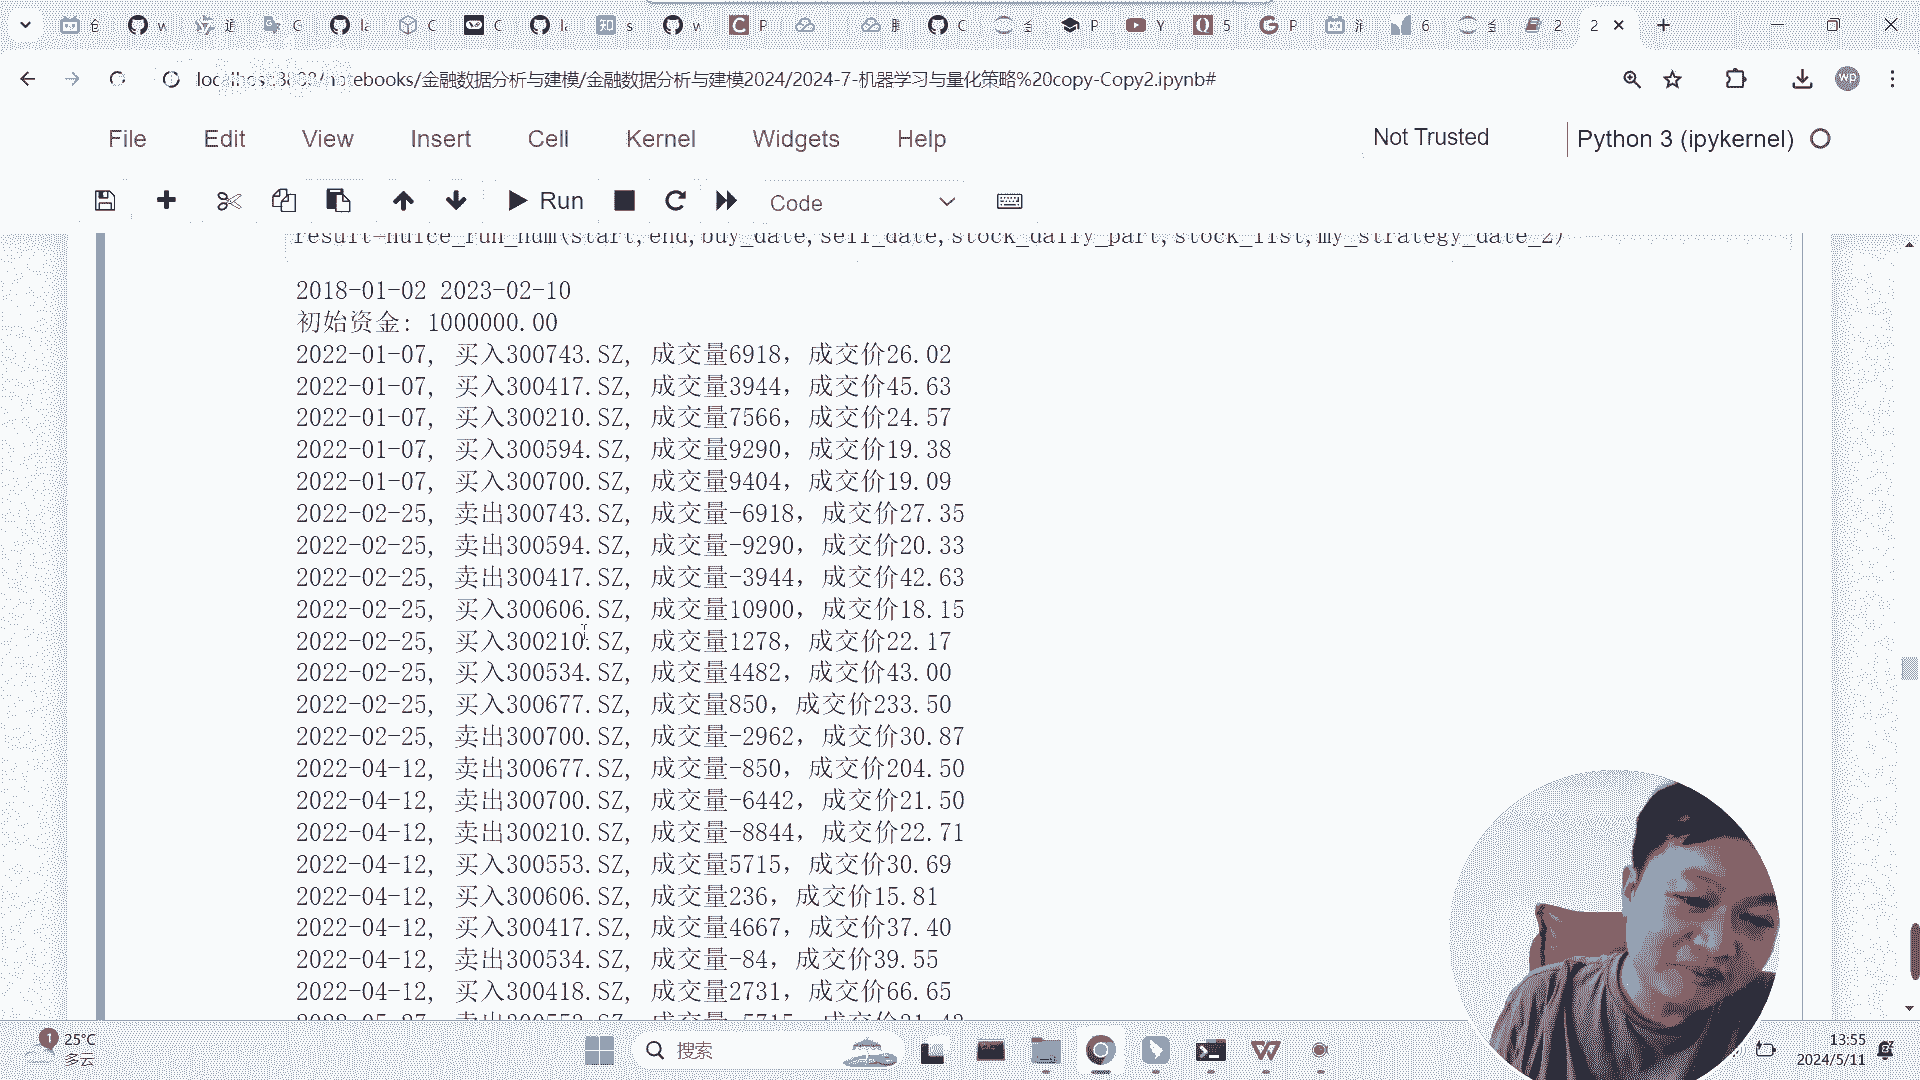 localhost:8888/notebooks/金融数据分析与建模/金融数据分析与建模2024/2024-7-机器学习与量化策略%20copy-Copy2.ipynb#
wp
File Edit View Insert Cell Kernel Widgets Help
Not Trusted
Python 3 (ipykernel)
Run
Code
start,end,buy_date,sell_date,stock_daily_part,stock_list,my_strategy_date_2)
2018-01-02 2023-02-10
初始资金: 1000000.00
2022-01-07, 买入300743.SZ, 成交量6918，成交价26.02
2022-01-07, 买入300417.SZ, 成交量3944，成交价45.63
2022-01-07, 买入300210.SZ, 成交量7566，成交价24.57
2022-01-07, 买入300594.SZ, 成交量9290，成交价19.38
2022-01-07, 买入300700.SZ, 成交量9404，成交价19.09
2022-02-25, 卖出300743.SZ, 成交量-6918，成交价27.35
2022-02-25, 卖出300594.SZ, 成交量-9290，成交价20.33
2022-02-25, 卖出300417.SZ, 成交量-3944，成交价42.63
2022-02-25, 买入300606.SZ, 成交量10900，成交价18.15
2022-02-25, 买入300210.SZ, 成交量1278，成交价22.17
2022-02-25, 买入300534.SZ, 成交量4482，成交价43.00
2022-02-25, 买入300677.SZ, 成交量850，成交价233.50
2022-02-25, 卖出300700.SZ, 成交量-2962，成交价30.87
2022-04-12, 卖出300677.SZ, 成交量-850，成交价204.50
2022-04-12, 卖出300700.SZ, 成交量-6442，成交价21.50
2022-04-12, 卖出300210.SZ, 成交量-8844，成交价22.71
2022-04-12, 买入300553.SZ, 成交量5715，成交价30.69
2022-04-12, 买入300606.SZ, 成交量236，成交价15.81
2022-04-12, 买入300417.SZ, 成交量4667，成交价37.40
2022-04-12, 卖出300534.SZ, 成交量-84，成交价39.55
2022-04-12, 买入300418.SZ, 成交量2731，成交价66.65
1
25°C
多云
搜索
13:55
2024/5/11